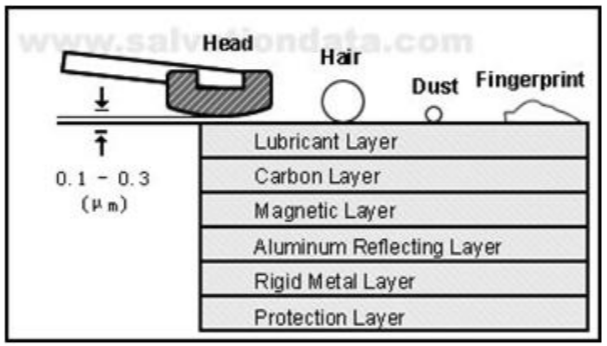 www.salvationdata.com
Head
Hair
Dust
Fingerprint
0.1 - 0.3
(μm)
Lubricant Layer
Carbon Layer
Magnetic Layer
Aluminum Reflecting Layer
Rigid Metal Layer
Protection Layer